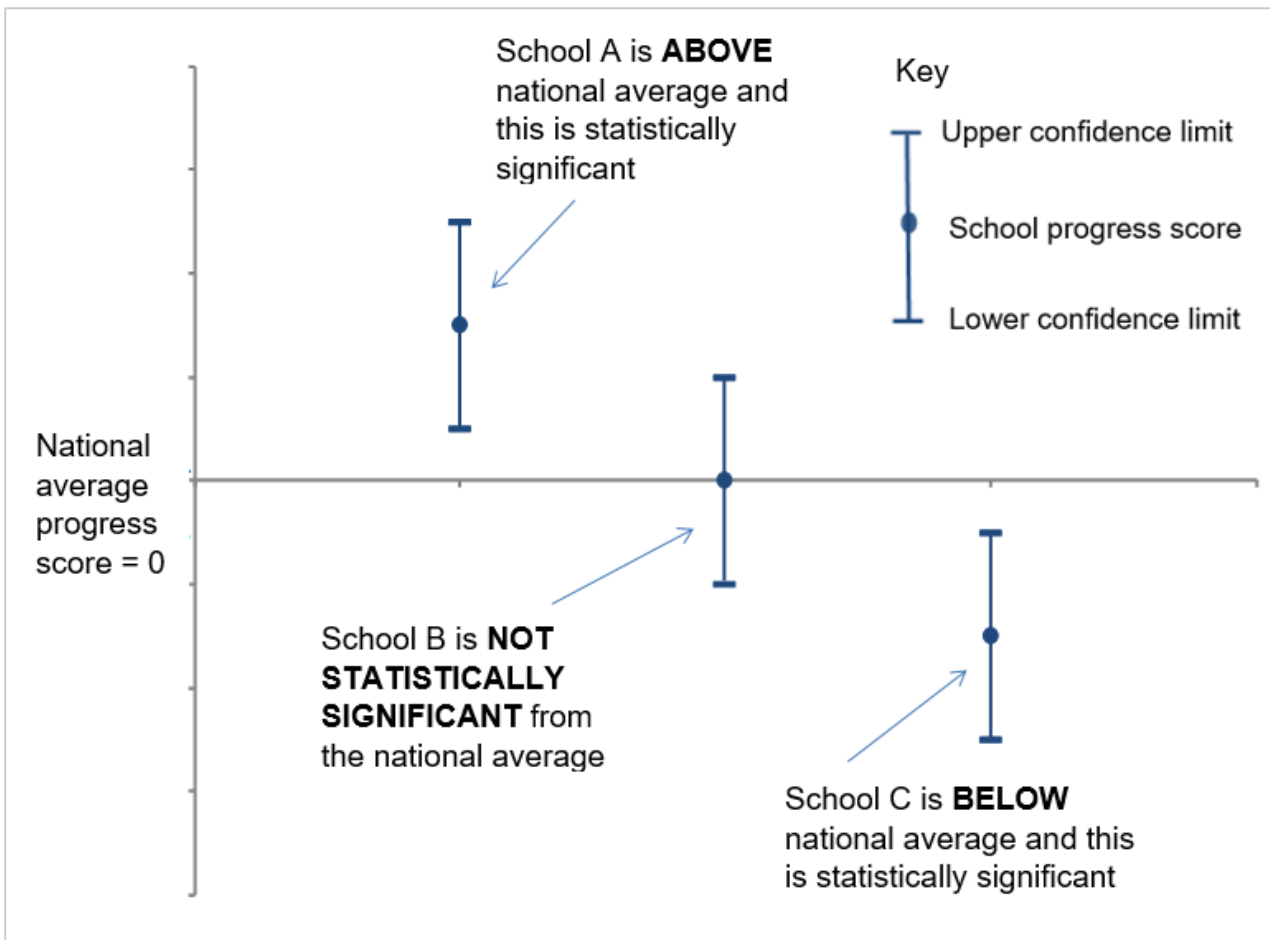 School A is ABOVE
national average and
this is statistically
significant
Key
Upper confidence limit
School progress score
Lower confidence limit
National
average
progress
score = 0
School B is NOT
STATISTICALLY
SIGNIFICANT from
the national average
School C is BELOW
national average and this
is statistically significant